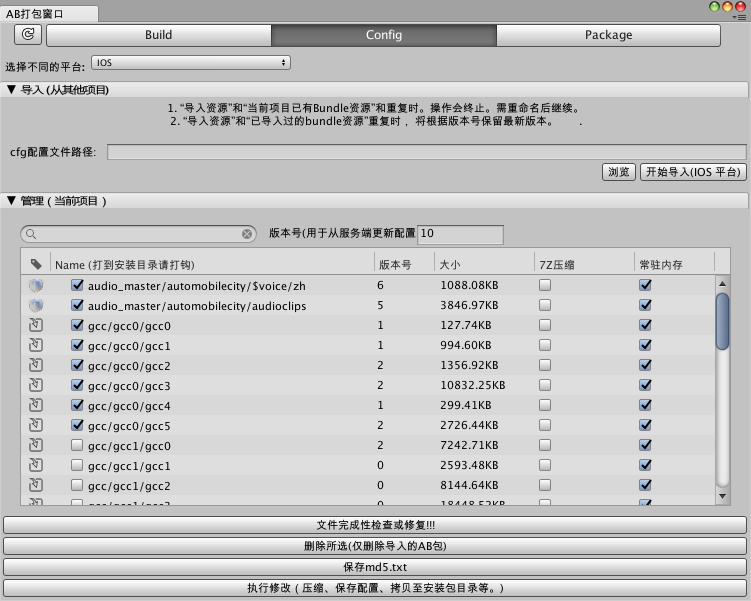 AB打包窗口
Build Config Package
选择不同的平台: IOS
▼ 导入 (从其他项目)
1. “导入资源”和“当前项目已有Bundle资源”和重复时。操作会终止。需重命名后继续。
2. “导入资源”和“已导入过的bundle资源”重复时 ，将根据版本号保留最新版本。 .
cfg配置文件路径:
浏览 开始导入(IOS 平台)
▼ 管理 ( 当前项目 )
版本号(用于从服务端更新配置 10
Name (打到安装目录请打钩) 版本号 大小 7Z压缩 常驻内存
audio_master/automobilecity/$voice/zh 6 1088.08KB
audio_master/automobilecity/audioclips 5 3846.97KB
gcc/gcc0/gcc0 1 127.74KB
gcc/gcc0/gcc1 1 994.60KB
gcc/gcc0/gcc2 2 1356.92KB
gcc/gcc0/gcc3 2 10832.25KB
gcc/gcc0/gcc4 1 299.41KB
gcc/gcc0/gcc5 2 2726.44KB
gcc/gcc1/gcc0 2 7242.71KB
gcc/gcc1/gcc1 0 2593.48KB
gcc/gcc1/gcc2 0 8144.64KB
文件完成性检查或修复!!!
删除所选(仅删除导入的AB包)
保存md5.txt
执行修改 ( 压缩、保存配置、拷贝至安装包目录等。)